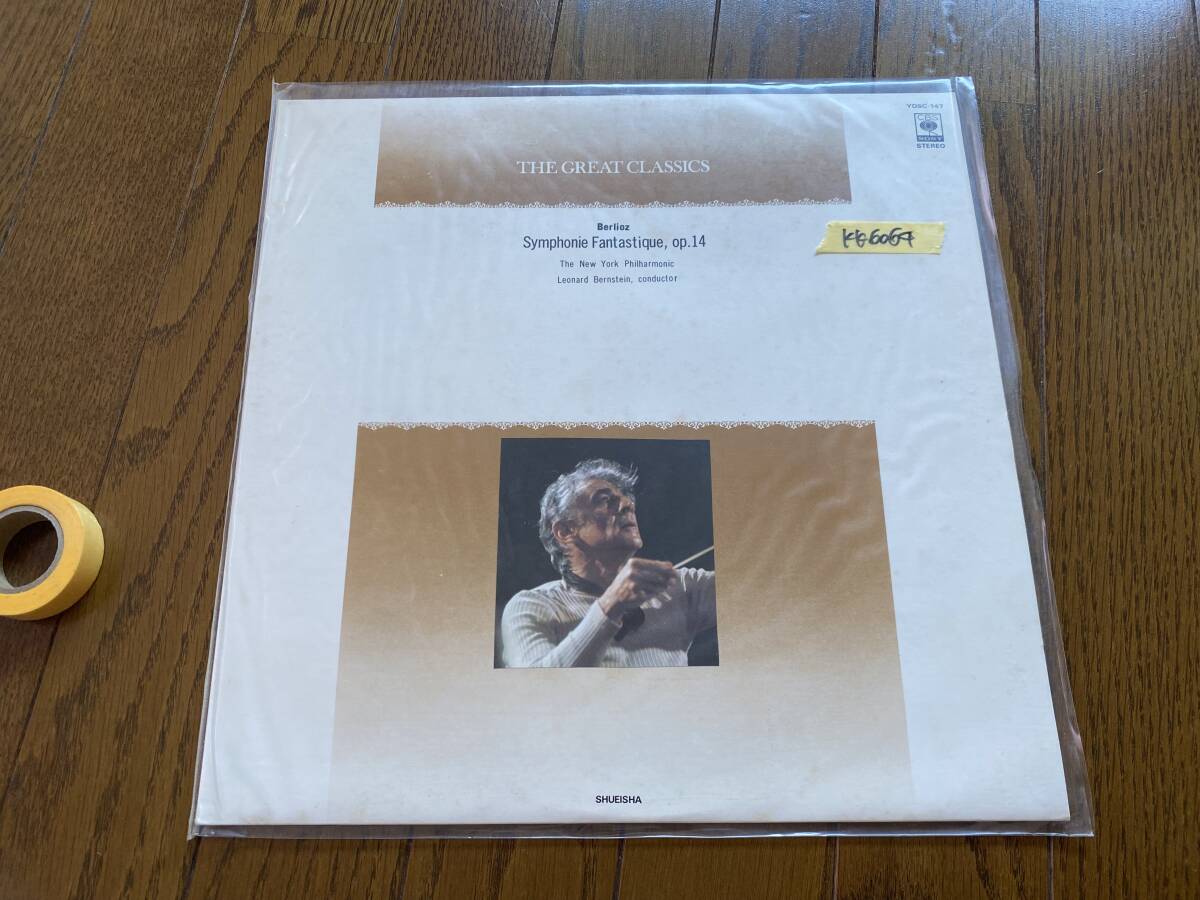 YDSC-147
CBS
SONY
STEREO
THE GREAT CLASSICS
Berlioz
Symphonie Fantastique, op.14
The New York Philharmonic
Leonard Bernstein, conductor
SHUEISHA